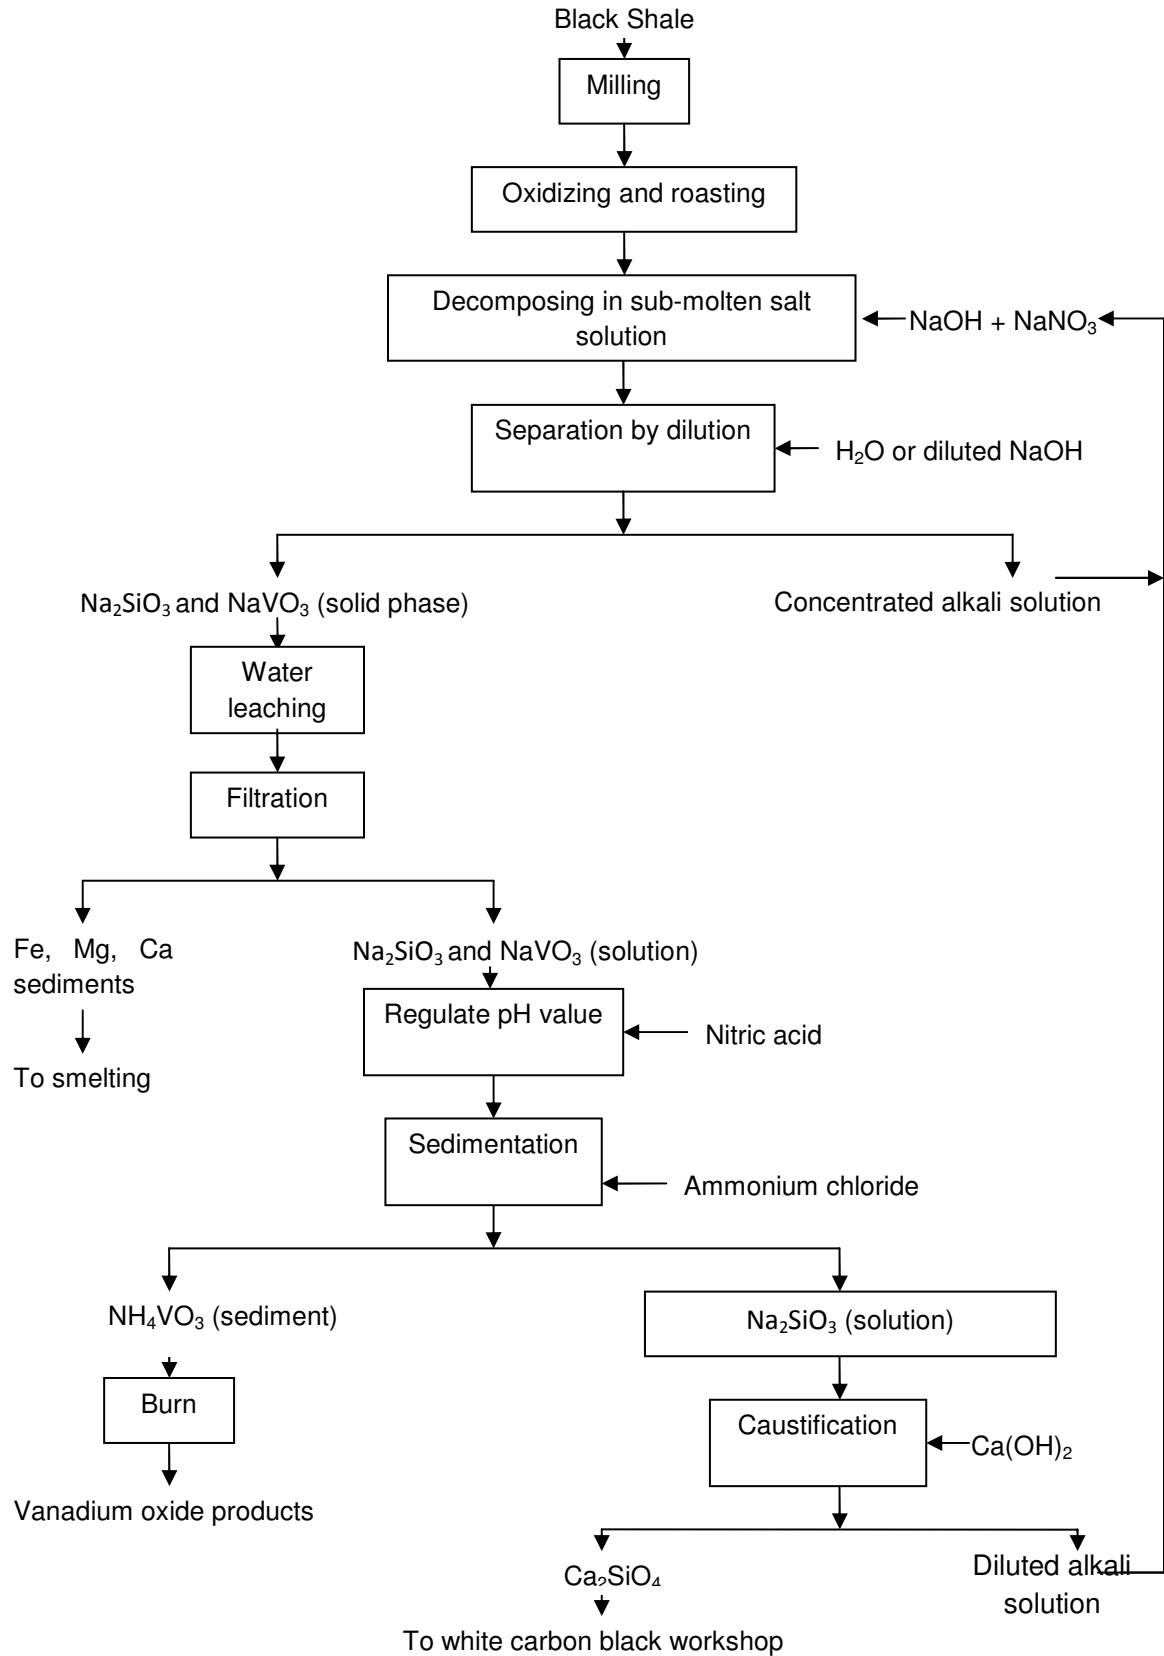 Black Shale
Milling
Oxidizing and roasting
Decomposing in sub-molten salt
solution
NaOH + NaNO₃
Separation by dilution
H₂O or diluted NaOH
Na₂SiO₃ and NaVO₃ (solid phase)
Concentrated alkali solution
Water
leaching
Filtration
Fe, Mg, Ca
sediments
Na₂SiO₃ and NaVO₃ (solution)
Regulate pH value
Nitric acid
To smelting
Sedimentation
Ammonium chloride
NH₄VO₃ (sediment)
Na₂SiO₃ (solution)
Burn
Caustification
Ca(OH)₂
Vanadium oxide products
Ca₂SiO₄
Diluted alkali
solution
To white carbon black workshop